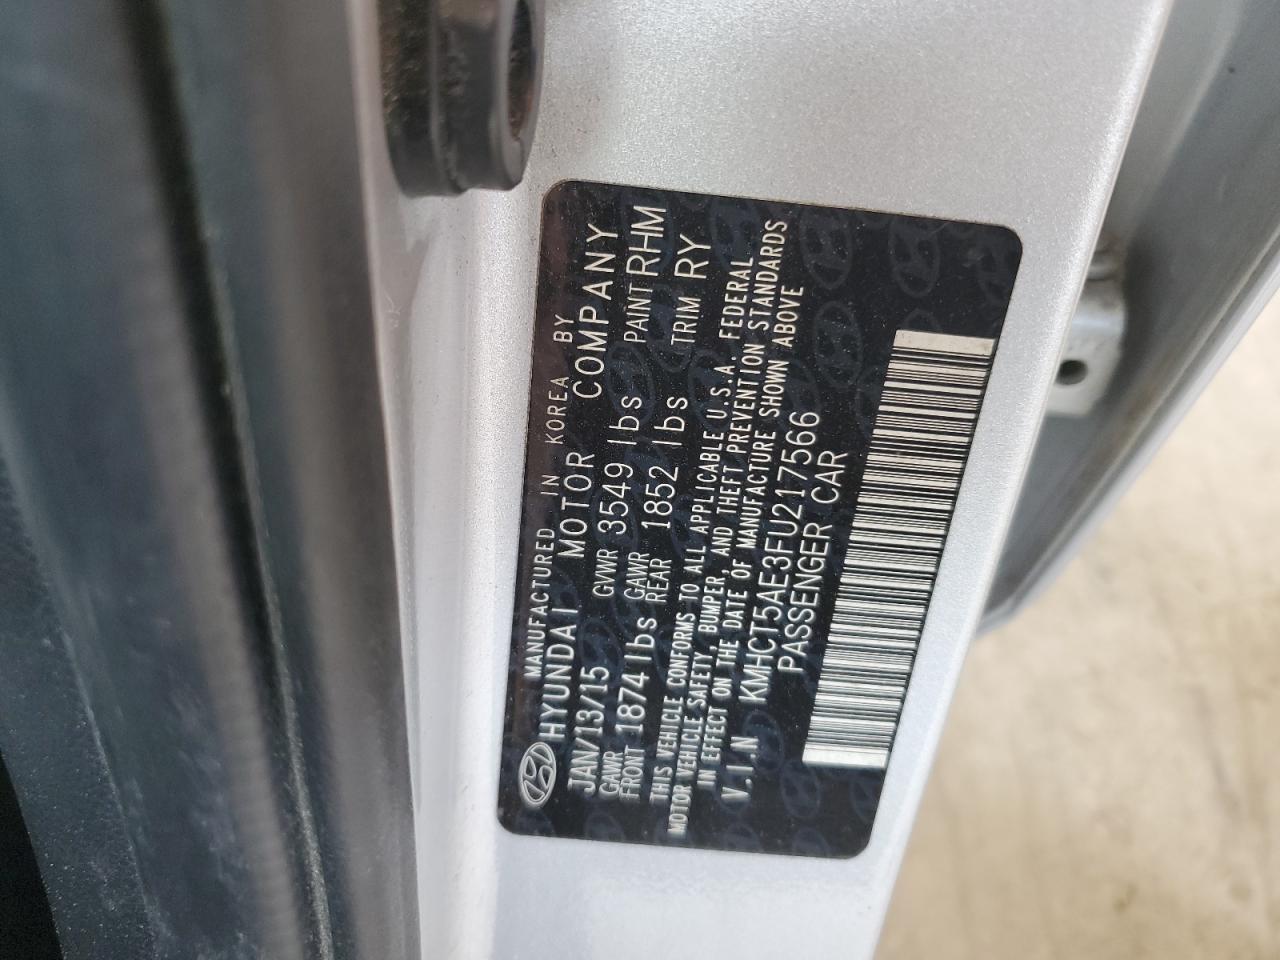 MANUFACTURED IN KOREA BY
HYUNDAI MOTOR COMPANY
JAN/13/15 GVWR 3549 lbs PAINT RHM
GAWR FRONT 1874 lbs GAWR REAR 1852 lbs TRIM RY
THIS VEHICLE CONFORMS TO ALL APPLICABLE U.S.A. FEDERAL
MOTOR VEHICLE SAFETY, BUMPER, AND THEFT PREVENTION STANDARDS
IN EFFECT ON THE DATE OF MANUFACTURE SHOWN ABOVE
V.I.N KMHCT5AE3FU217566
PASSENGER CAR